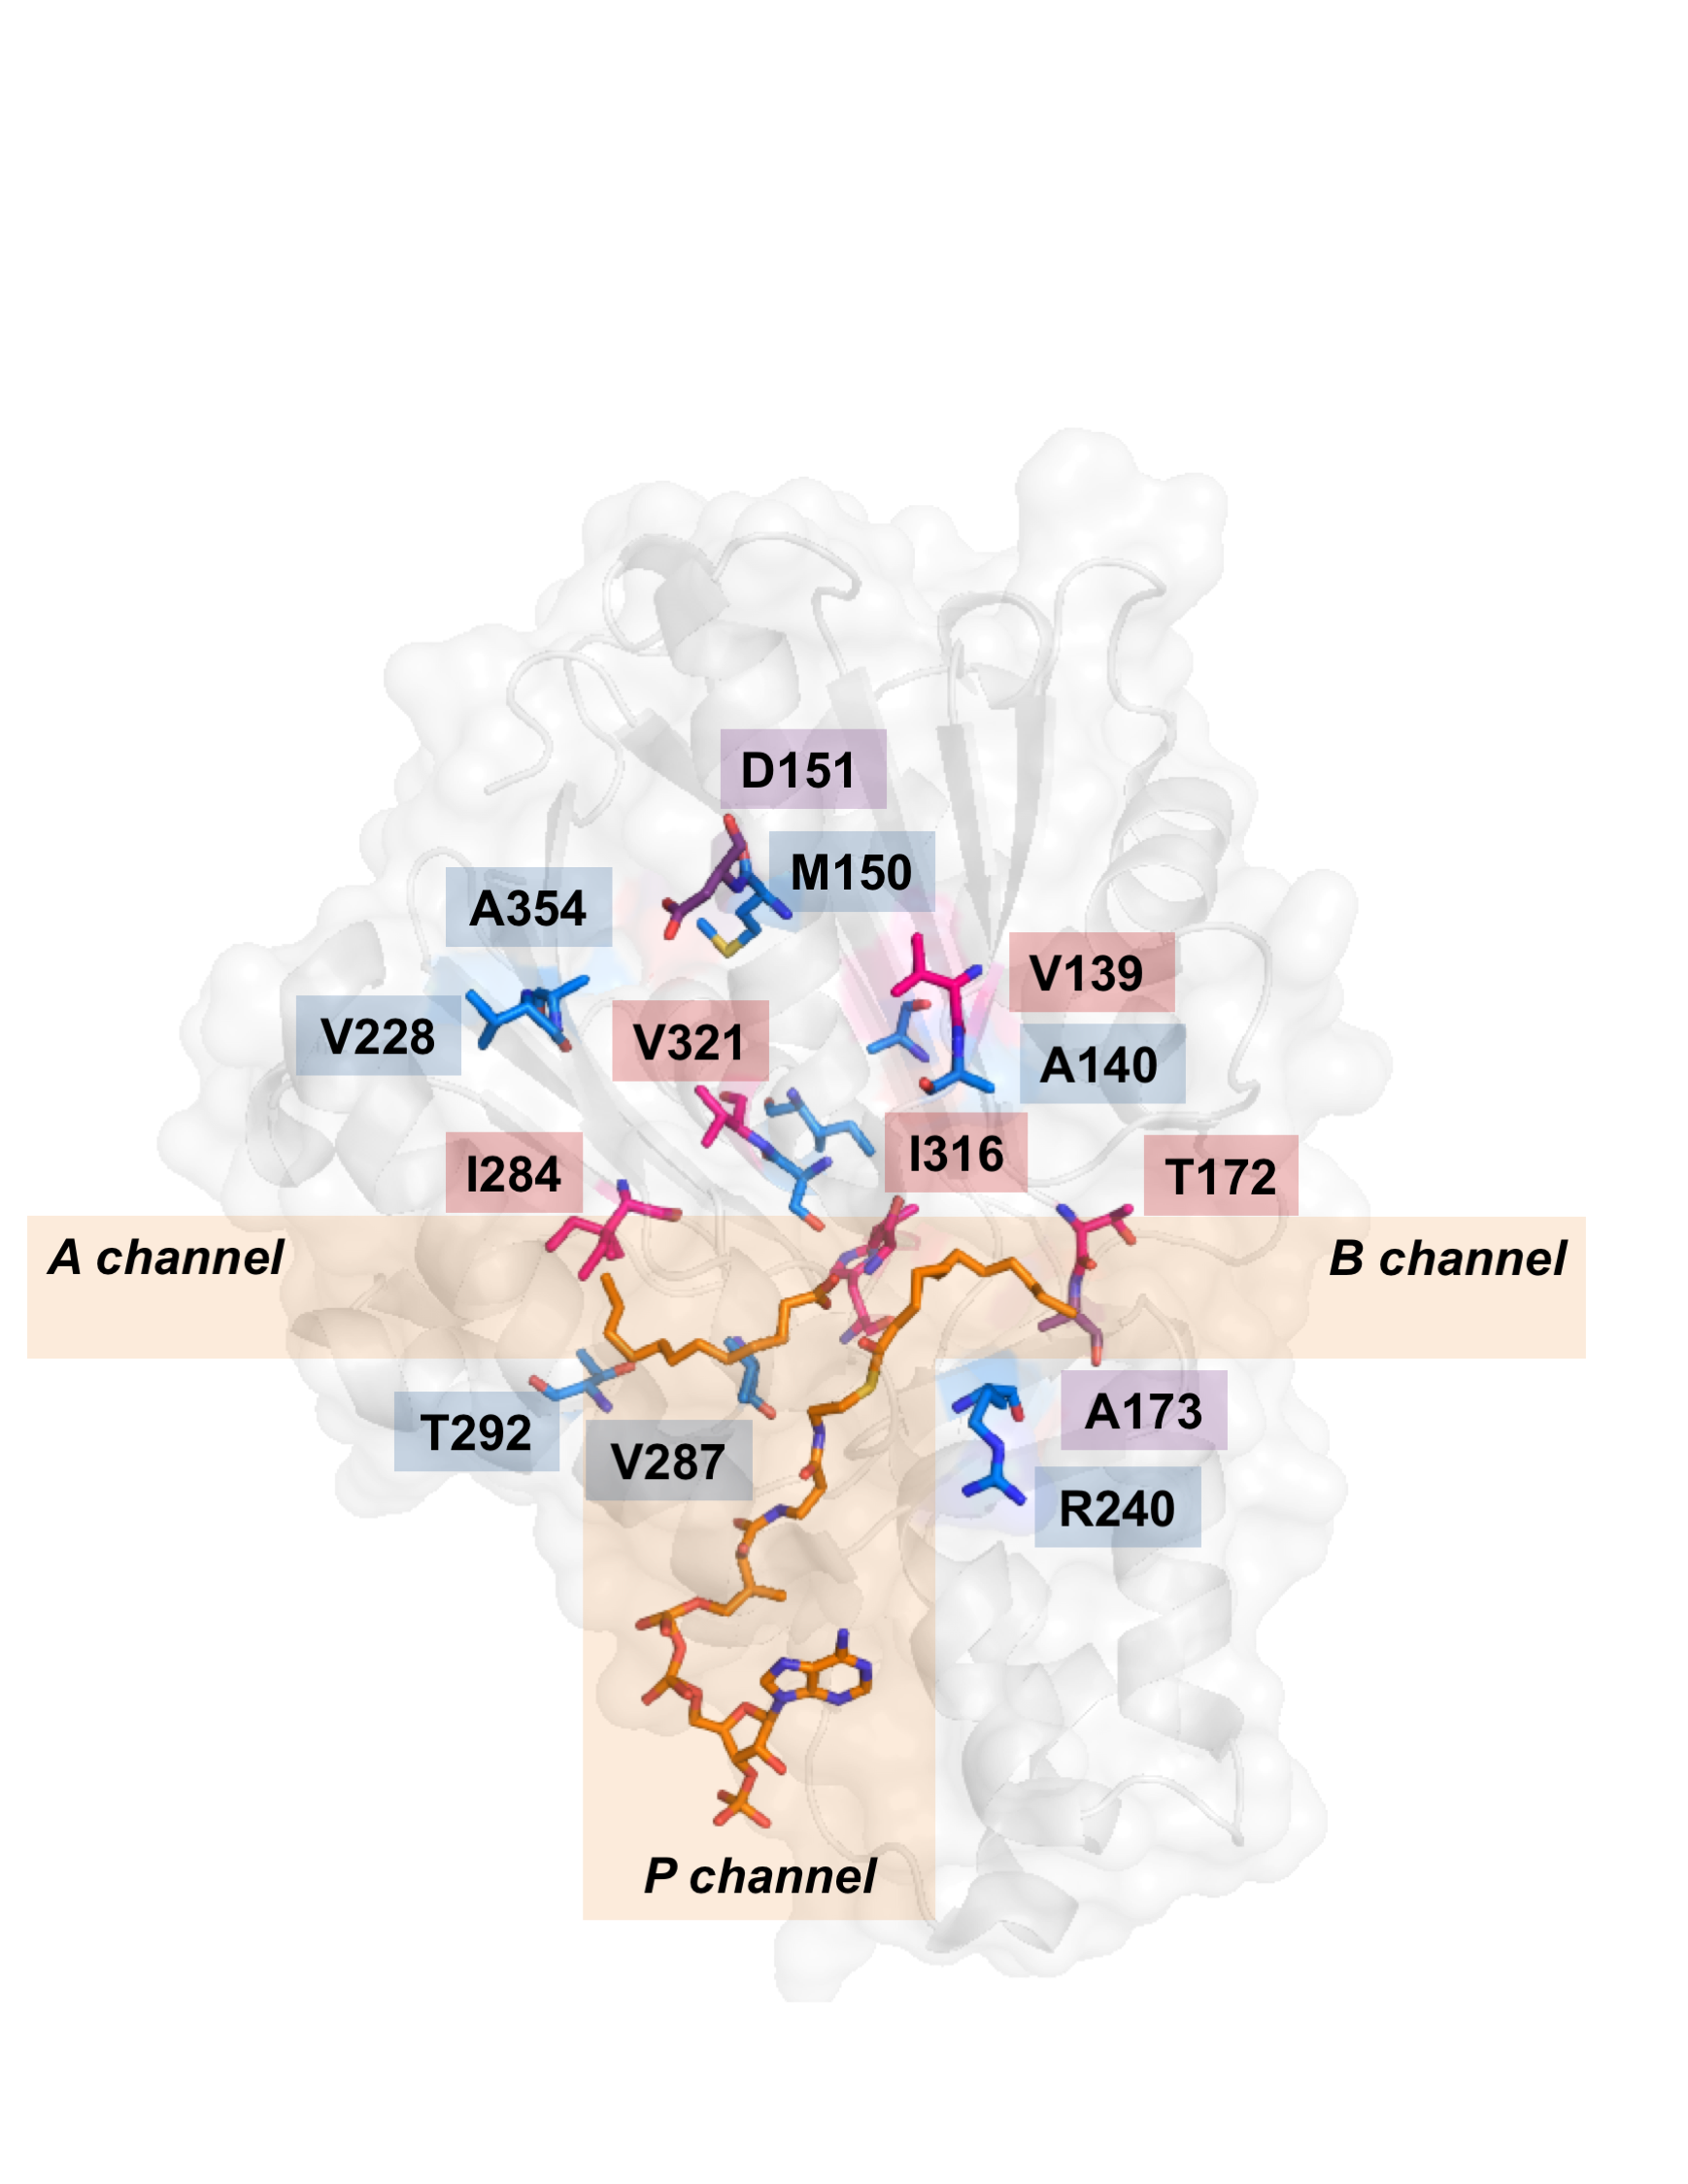 D151
M150
A354
V139
V228
V321
A140
I316
I284
T172
A channel
B channel
A173
T292
V287
R240
P channel